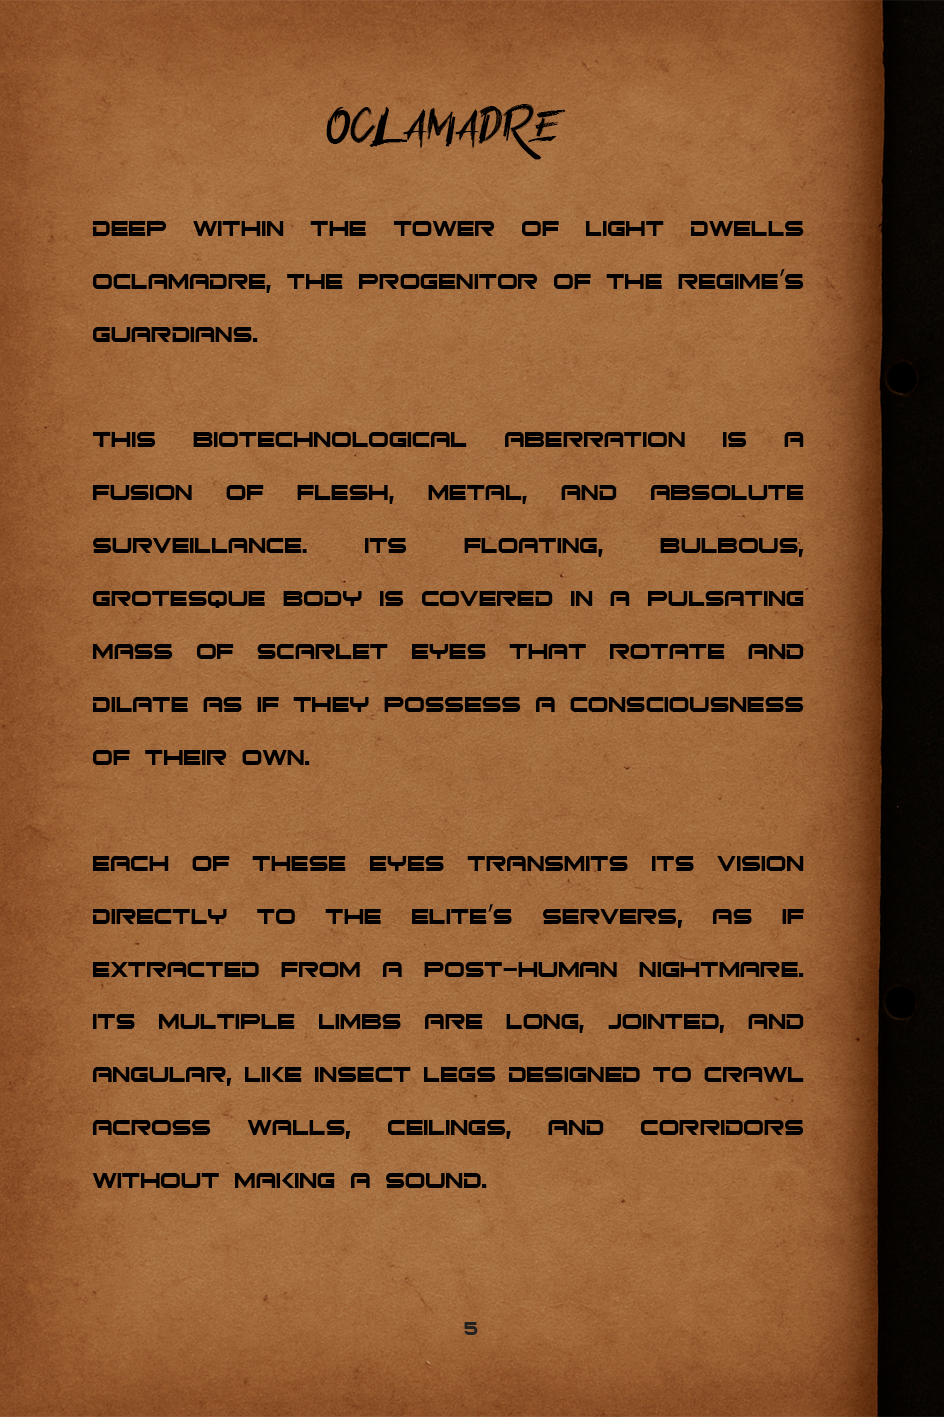 OCLAMADRE
DEEP WITHIN THE TOWER OF LIGHT DWELLS
OCLAMADRE, THE PROGENITOR OF THE REGIME'S
GUARDIANS.
THIS BIOTECHNOLOGICAL ABERRATION IS A
FUSION OF FLESH, METAL, AND ABSOLUTE
SURVEILLANCE. ITS FLOATING, BULBOUS,
GROTESQUE BODY IS COVERED IN A PULSATING
MASS OF SCARLET EYES THAT ROTATE AND
DILATE AS IF THEY POSSESS A CONSCIOUSNESS
OF THEIR OWN.
EACH OF THESE EYES TRANSMITS ITS VISION
DIRECTLY TO THE ELITE'S SERVERS, AS IF
EXTRACTED FROM A POST-HUMAN NIGHTMARE.
ITS MULTIPLE LIMBS ARE LONG, JOINTED, AND
ANGULAR, LIKE INSECT LEGS DESIGNED TO CRAWL
ACROSS WALLS, CEILINGS, AND CORRIDORS
WITHOUT MAKING A SOUND.
5